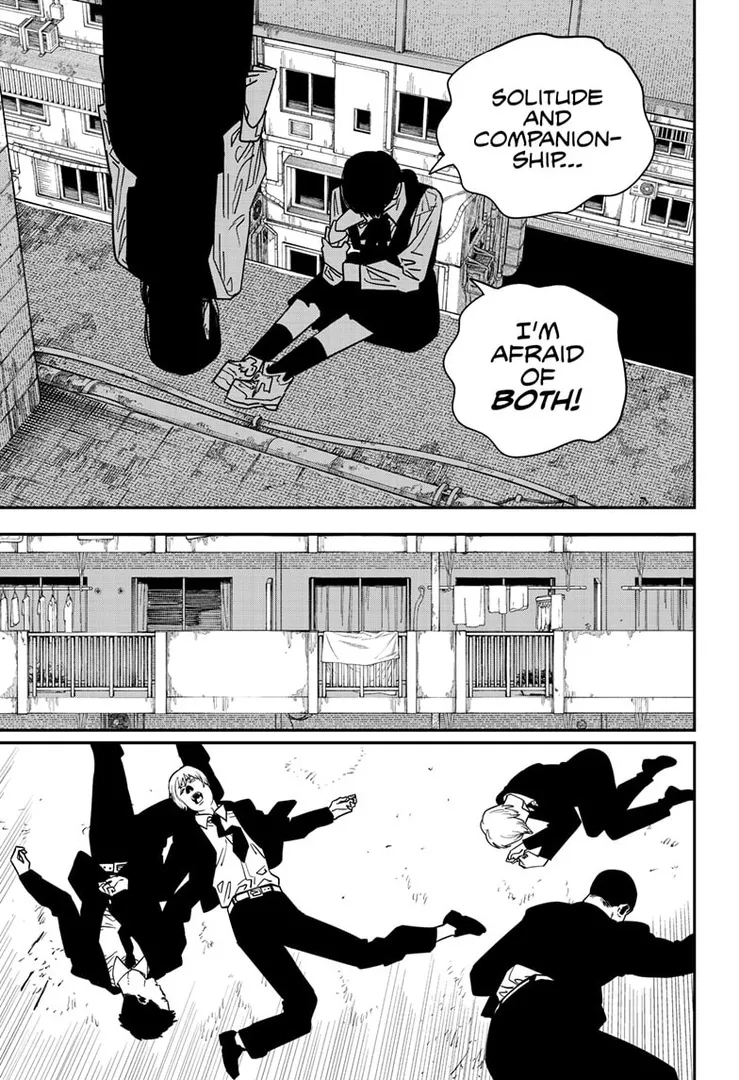 SOLITUDE
AND
COMPANION-
SHIP...
I'M
AFRAID
OF
BOTH!